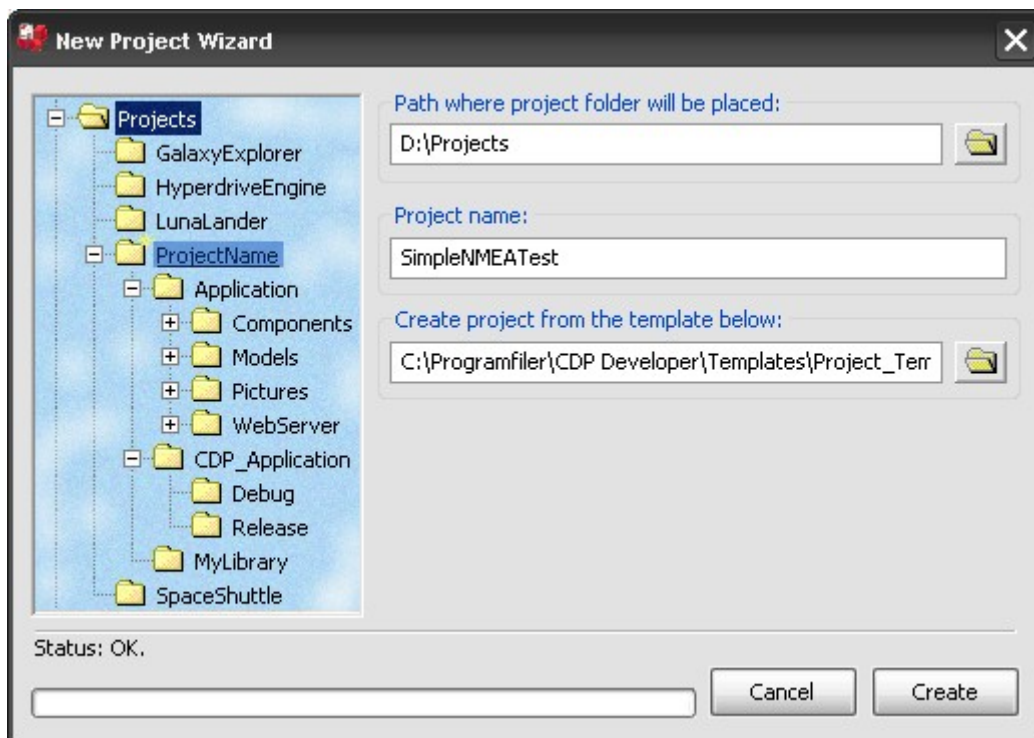 New Project Wizard
Projects
GalaxyExplorer
HyperdriveEngine
LunaLander
ProjectName
Application
Components
Models
Pictures
WebServer
CDP_Application
Debug
Release
MyLibrary
SpaceShuttle
Path where project folder will be placed:
D:\Projects
Project name:
SimpleNMEATest
Create project from the template below:
C:\Programfiler\CDP Developer\Templates\Project_Tem
Status: OK.
Cancel
Create